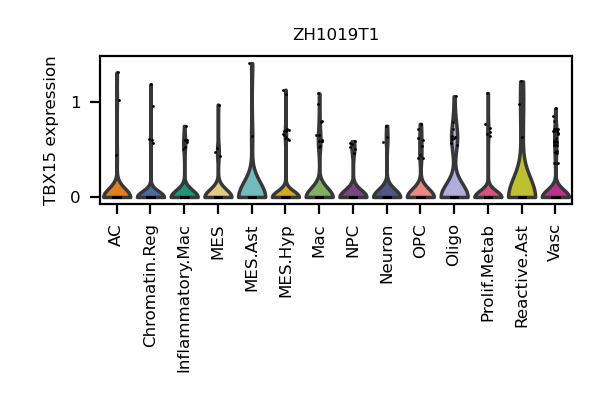 ZH1019T1
TBX15 expression
1
0
AC
Chromatin.Reg
Inflammatory.Mac
MES
MES.Ast
MES.Hyp
Mac
NPC
Neuron
OPC
Oligo
Prolif.Metab
Reactive.Ast
Vasc